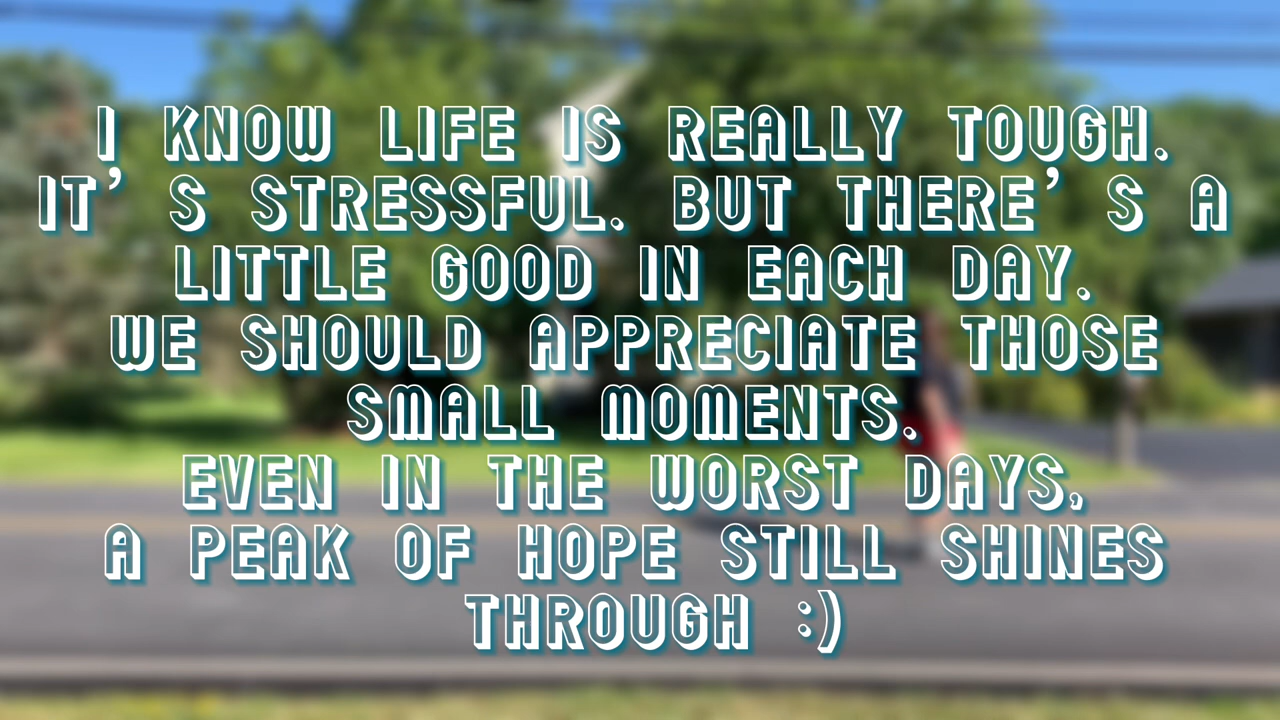 I KNOW LIFE IS REALLY TOUGH.
IT' S STRESSFUL. BUT THERE' S A
LITTLE GOOD IN EACH DAY.
WE SHOULD APPRECIATE THOSE
SMALL MOMENTS.
EVEN IN THE WORST DAYS,
A PEAK OF HOPE STILL SHINES
THROUGH :)